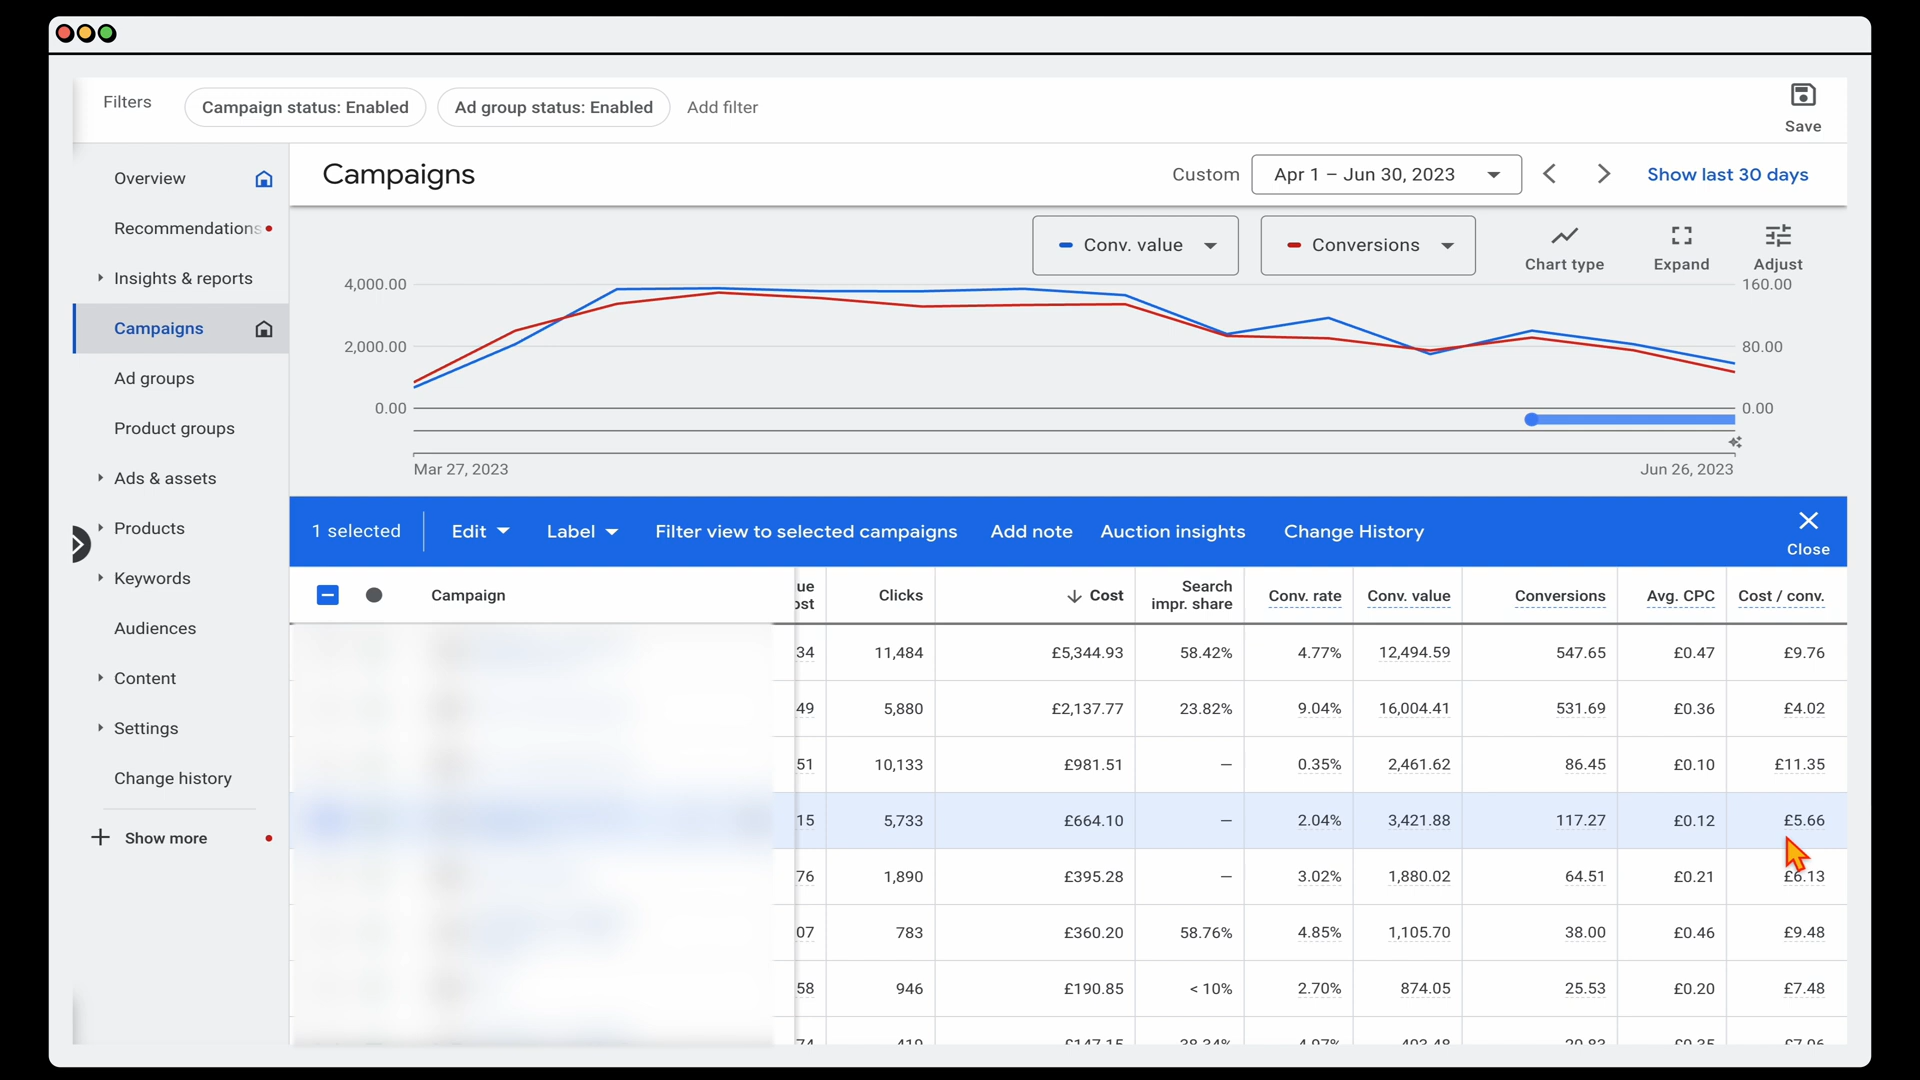 Filters
Campaign status: Enabled
Ad group status: Enabled
Add filter
Save
Overview
Recommendations
Insights & reports
Campaigns
Ad groups
Product groups
Ads & assets
Products
Keywords
Audiences
Content
Settings
Change history
Show more
Campaigns
Custom
Apr 1 – Jun 30, 2023
Show last 30 days
Conv. value
Conversions
Chart type
Expand
Adjust
4,000.00
160.00
2,000.00
80.00
0.00
0.00
Mar 27, 2023
Jun 26, 2023
1 selected
Edit
Label
Filter view to selected campaigns
Add note
Auction insights
Change History
Close
Campaign
Clicks
Cost
Search
impr. share
Conv. rate
Conv. value
Conversions
Avg. CPC
Cost / conv.
34 11,484 £5,344.93 58.42% 4.77% 12,494.59 547.65 £0.47 £9.76
49 5,880 £2,137.77 23.82% 9.04% 16,004.41 531.69 £0.36 £4.02
51 10,133 £981.51 — 0.35% 2,461.62 86.45 £0.10 £11.35
15 5,733 £664.10 — 2.04% 3,421.88 117.27 £0.12 £5.66
76 1,890 £395.28 — 3.02% 1,880.02 64.51 £0.21 £6.13
07 783 £360.20 58.76% 4.85% 1,105.70 38.00 £0.46 £9.48
58 946 £190.85 < 10% 2.70% 874.05 25.53 £0.20 £7.48